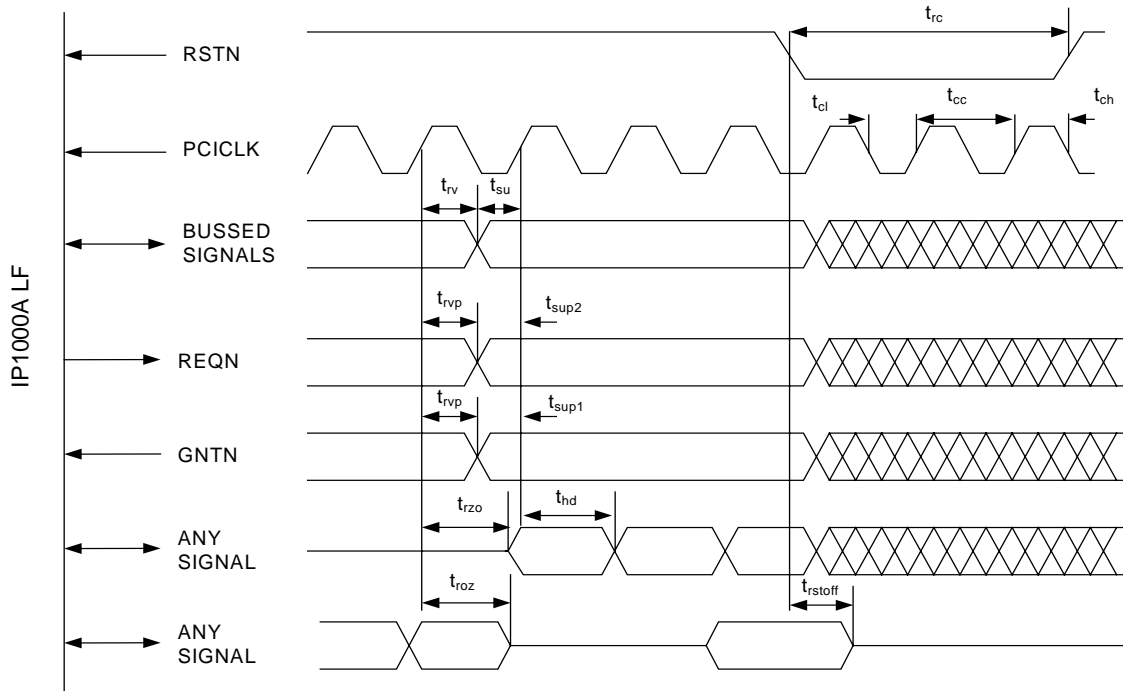 t_rc
RSTN
t_cl
t_cc
t_ch
PCICLK
t_rv
t_su
BUSSED
SIGNALS
IP1000A LF
t_rvp
t_sup2
REQN
t_rvp
t_sup1
GNTN
t_rzo
t_hd
ANY
SIGNAL
t_roz
t_rstoff
ANY
SIGNAL